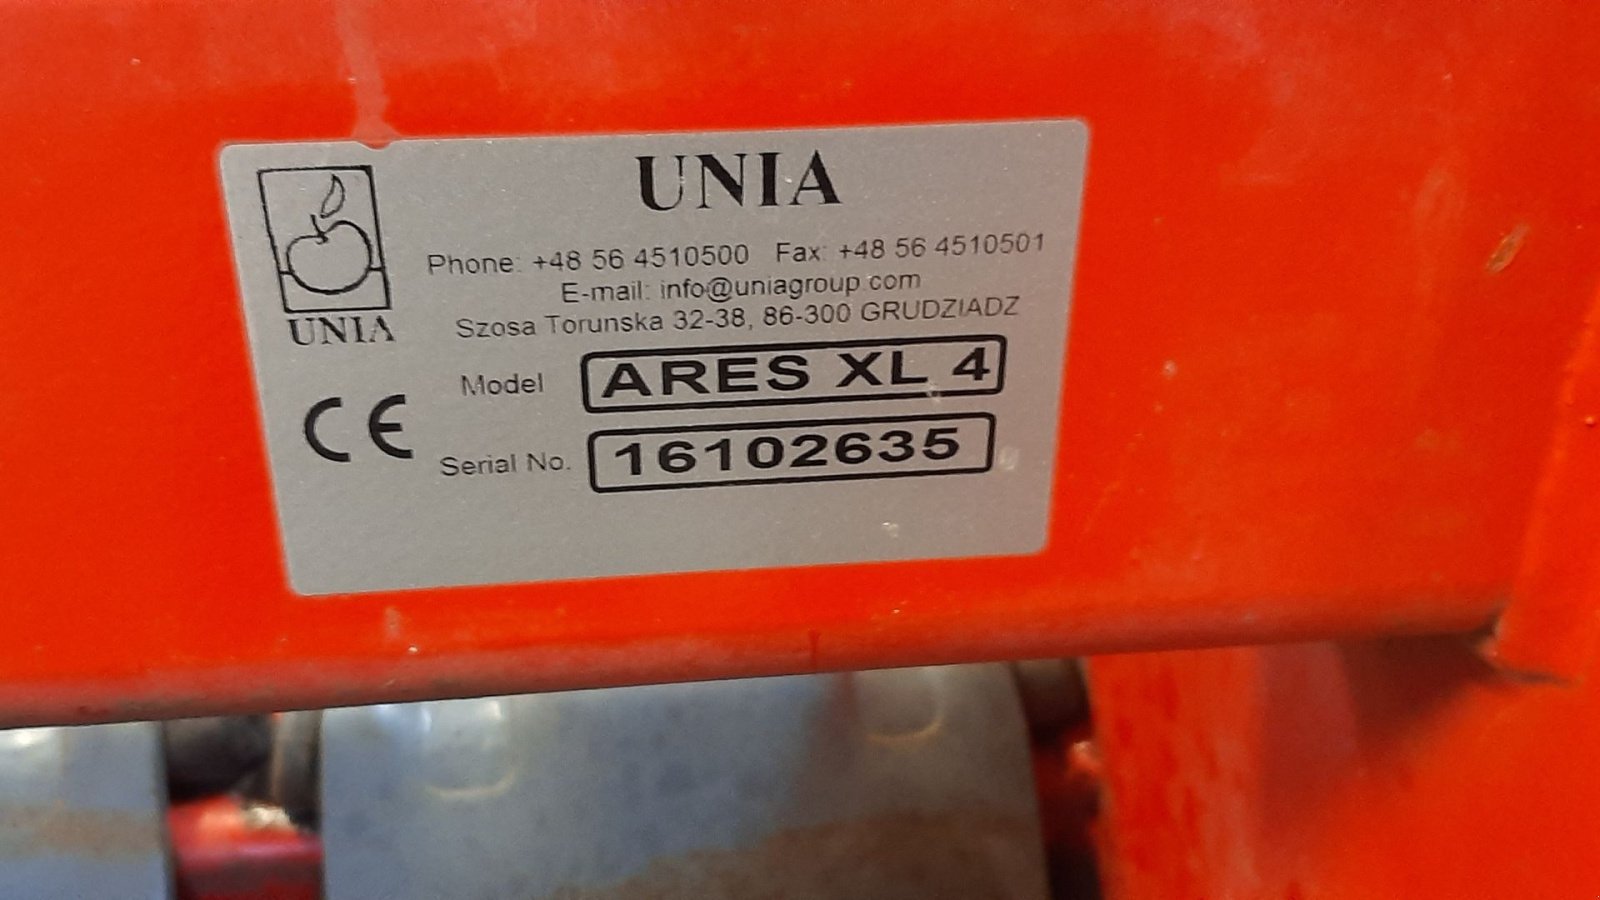 UNIA
Phone: +48 56 4510500 Fax: +48 56 4510501
E-mail: info@uniagroup.com
Szosa Torunska 32-38, 86-300 GRUDZIADZ
UNIA
Model ARES XL 4
CE
Serial No. 16102635